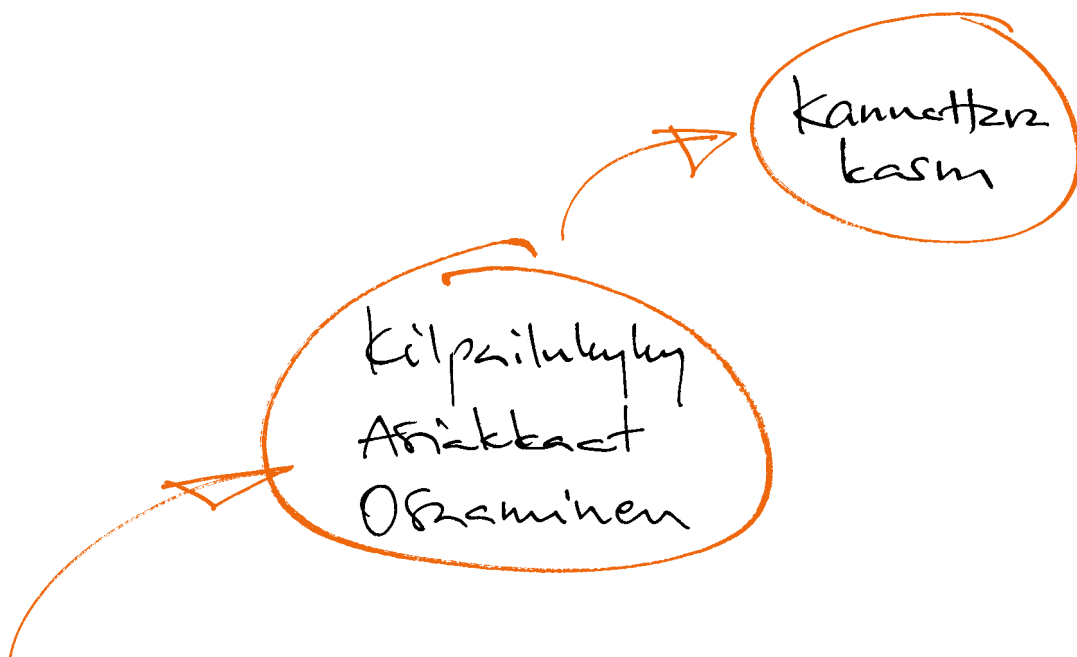 Kannattava
kasvu
Kilpailukyky
Asiakkaat
Osaaminen